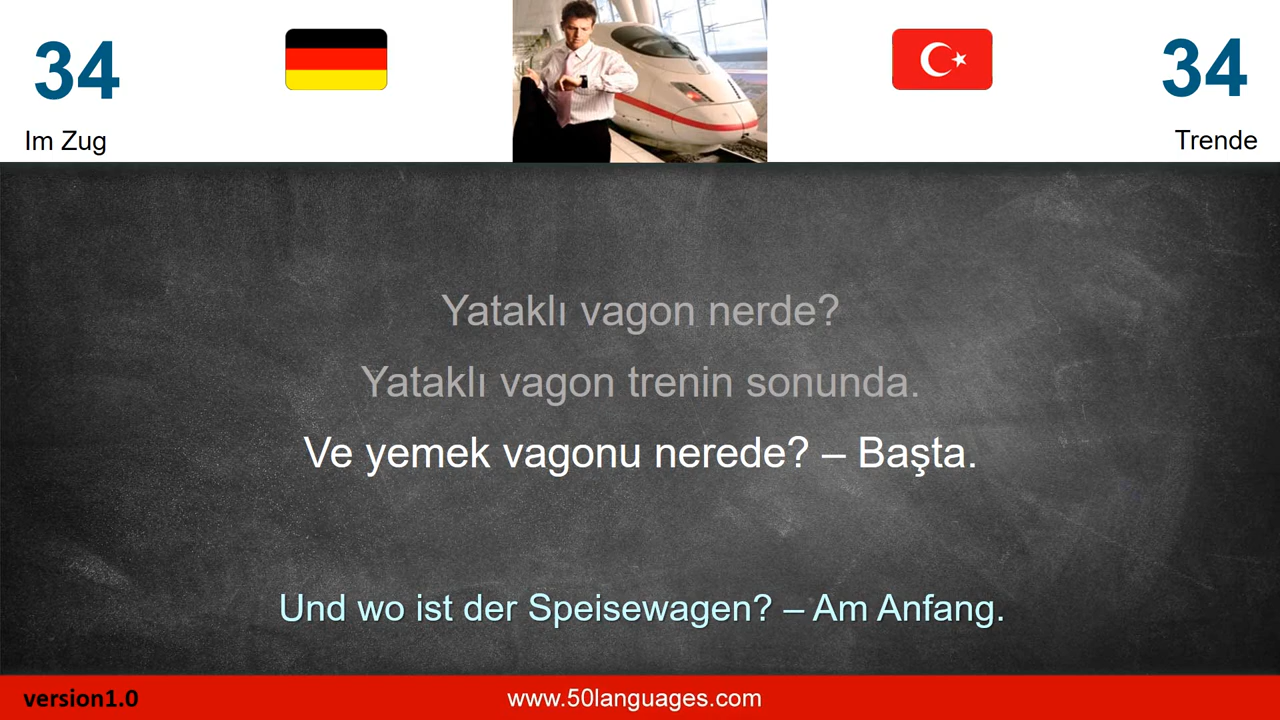 34
34
Im Zug
Trende
Yataklı vagon nerde?
Yataklı vagon trenin sonunda.
Ve yemek vagonu nerede? – Başta.
Und wo ist der Speisewagen? – Am Anfang.
version1.0
www.50languages.com